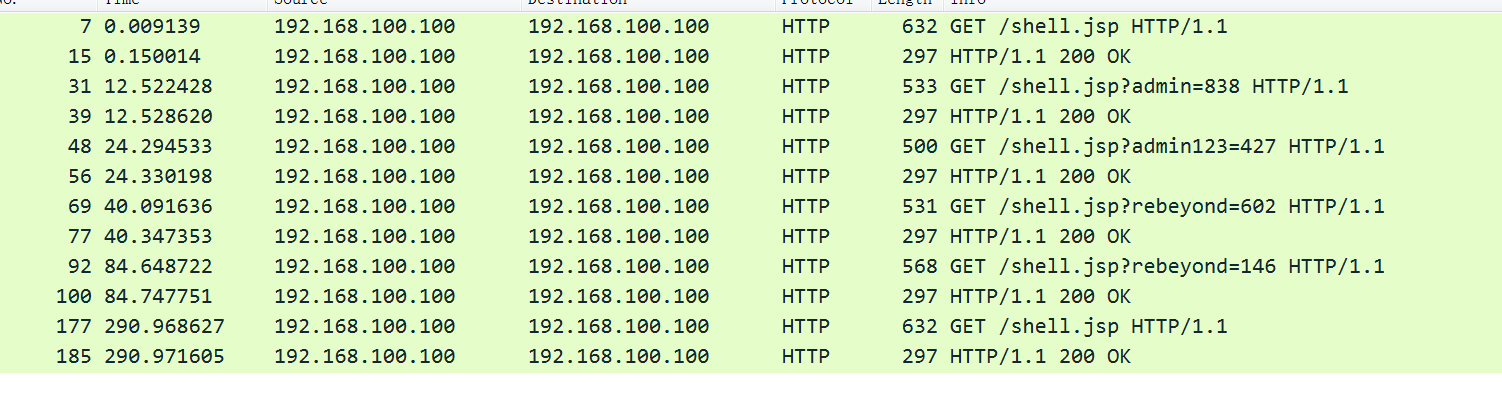 No. Time Source Destination Protocol Length Info
7 0.009139 192.168.100.100 192.168.100.100 HTTP 632 GET /shell.jsp HTTP/1.1
15 0.150014 192.168.100.100 192.168.100.100 HTTP 297 HTTP/1.1 200 OK
31 12.522428 192.168.100.100 192.168.100.100 HTTP 533 GET /shell.jsp?admin=838 HTTP/1.1
39 12.528620 192.168.100.100 192.168.100.100 HTTP 297 HTTP/1.1 200 OK
48 24.294533 192.168.100.100 192.168.100.100 HTTP 500 GET /shell.jsp?admin123=427 HTTP/1.1
56 24.330198 192.168.100.100 192.168.100.100 HTTP 297 HTTP/1.1 200 OK
69 40.091636 192.168.100.100 192.168.100.100 HTTP 531 GET /shell.jsp?rebeyond=602 HTTP/1.1
77 40.347353 192.168.100.100 192.168.100.100 HTTP 297 HTTP/1.1 200 OK
92 84.648722 192.168.100.100 192.168.100.100 HTTP 568 GET /shell.jsp?rebeyond=146 HTTP/1.1
100 84.747751 192.168.100.100 192.168.100.100 HTTP 297 HTTP/1.1 200 OK
177 290.968627 192.168.100.100 192.168.100.100 HTTP 632 GET /shell.jsp HTTP/1.1
185 290.971605 192.168.100.100 192.168.100.100 HTTP 297 HTTP/1.1 200 OK